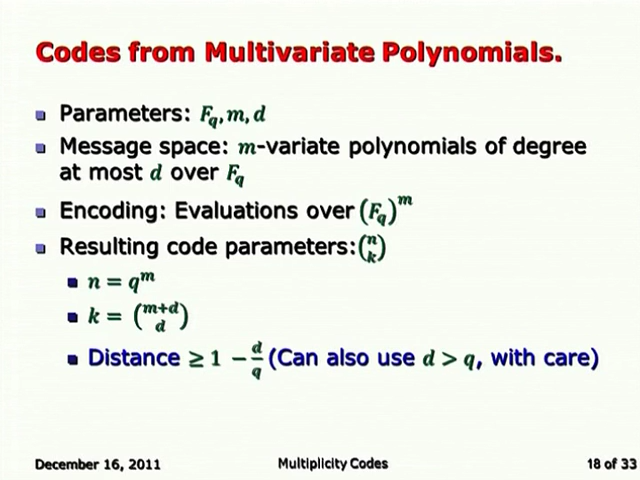 Codes from Multivariate Polynomials.
Parameters: F_q, m, d
Message space: m-variate polynomials of degree
at most d over F_q
Encoding: Evaluations over (F_q)^m
Resulting code parameters:(n k)
n = q^m
k = (m+d d)
Distance ≥ 1 − d/q (Can also use d > q, with care)
December 16, 2011 Multiplicity Codes 18 of 33